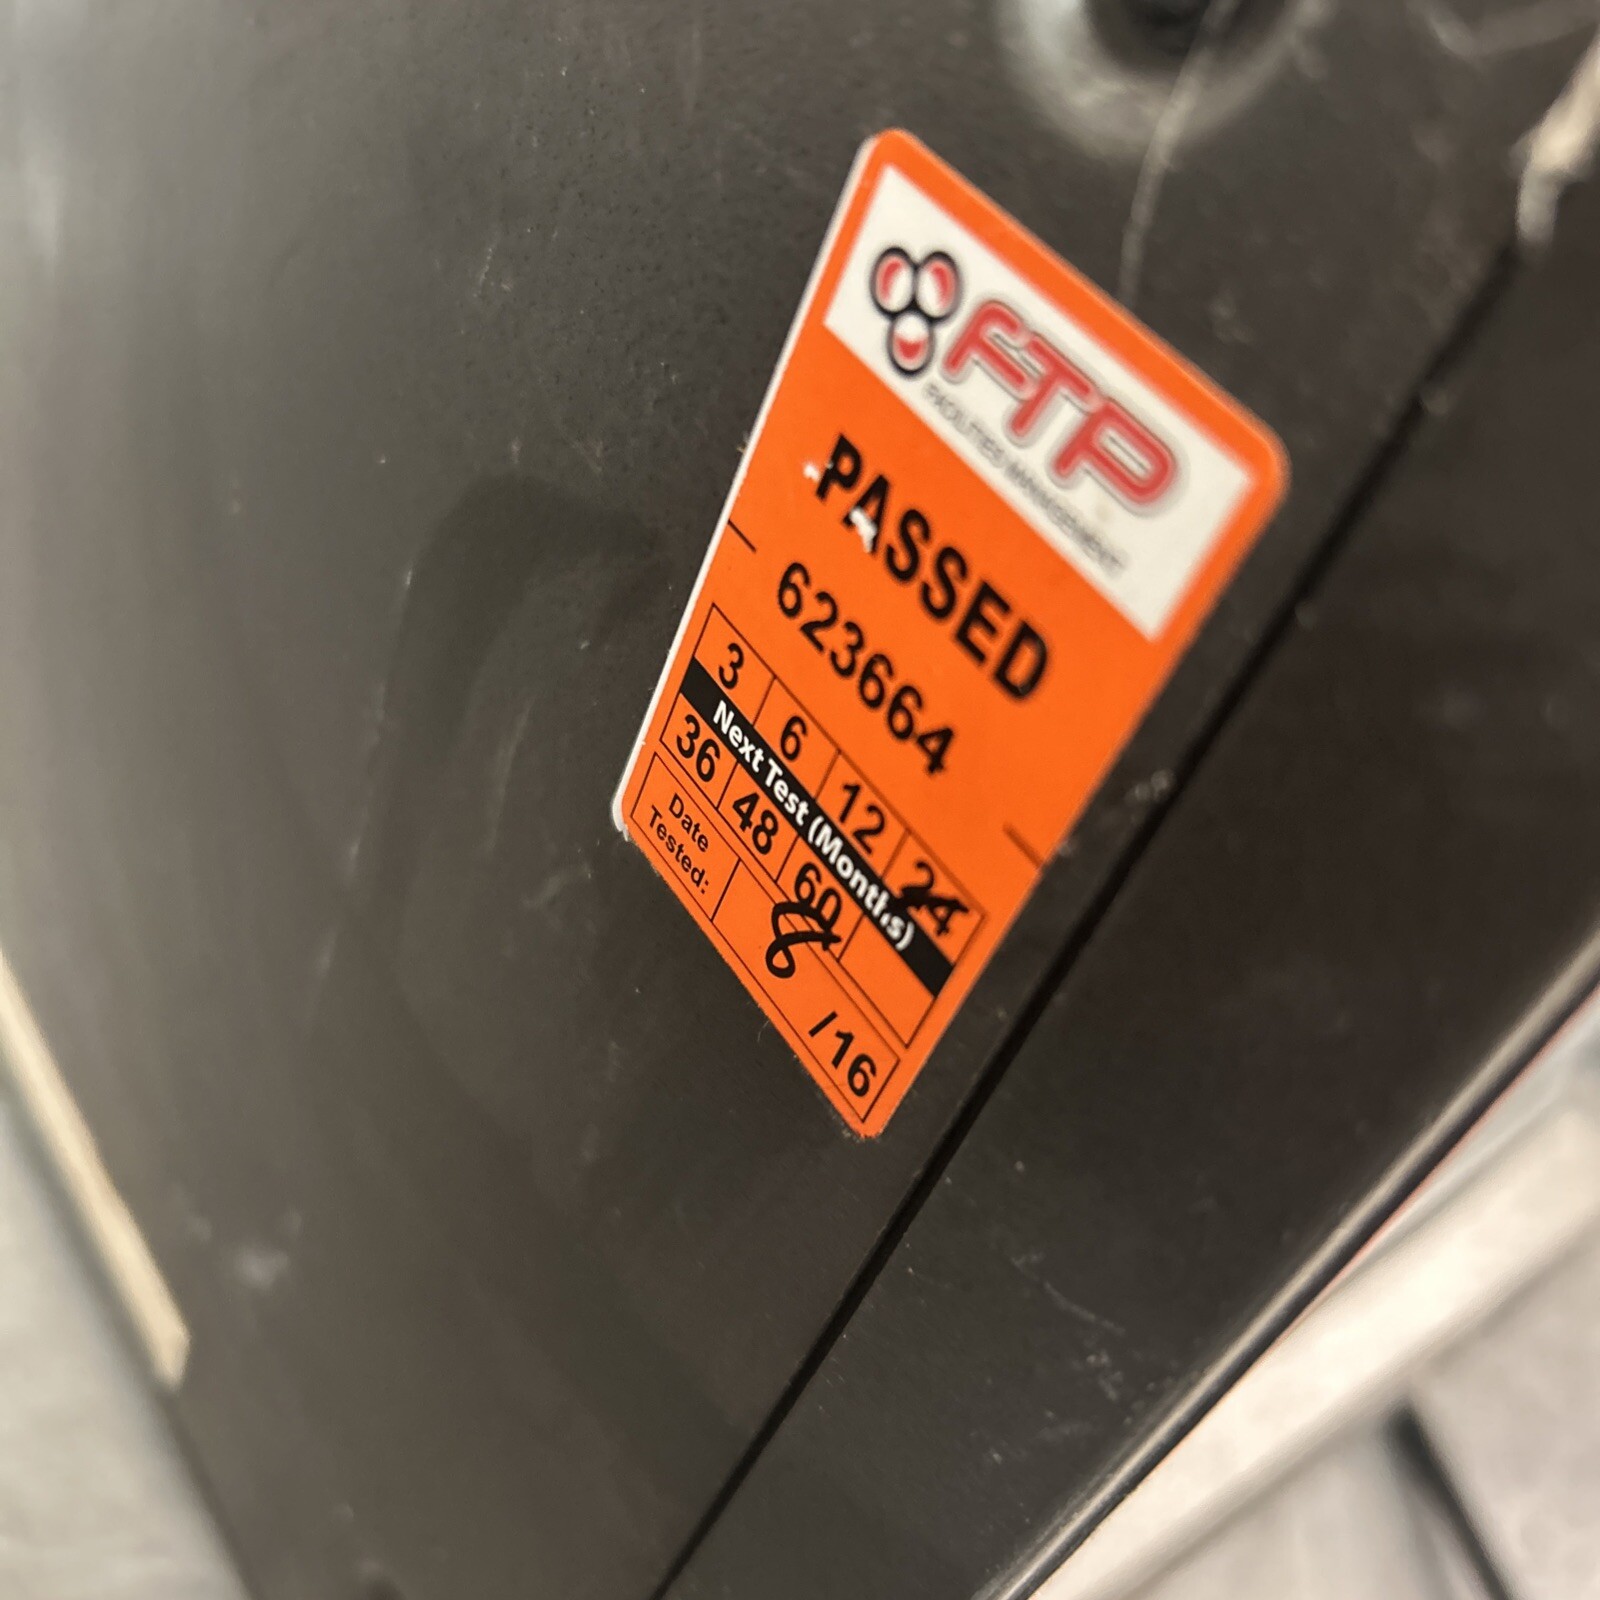 FTP
FACILITIES MANAGEMENT
PASSED
623664
3 6 12 24
Next Test (Months)
36 48 60
Date
Tested:
8 /16